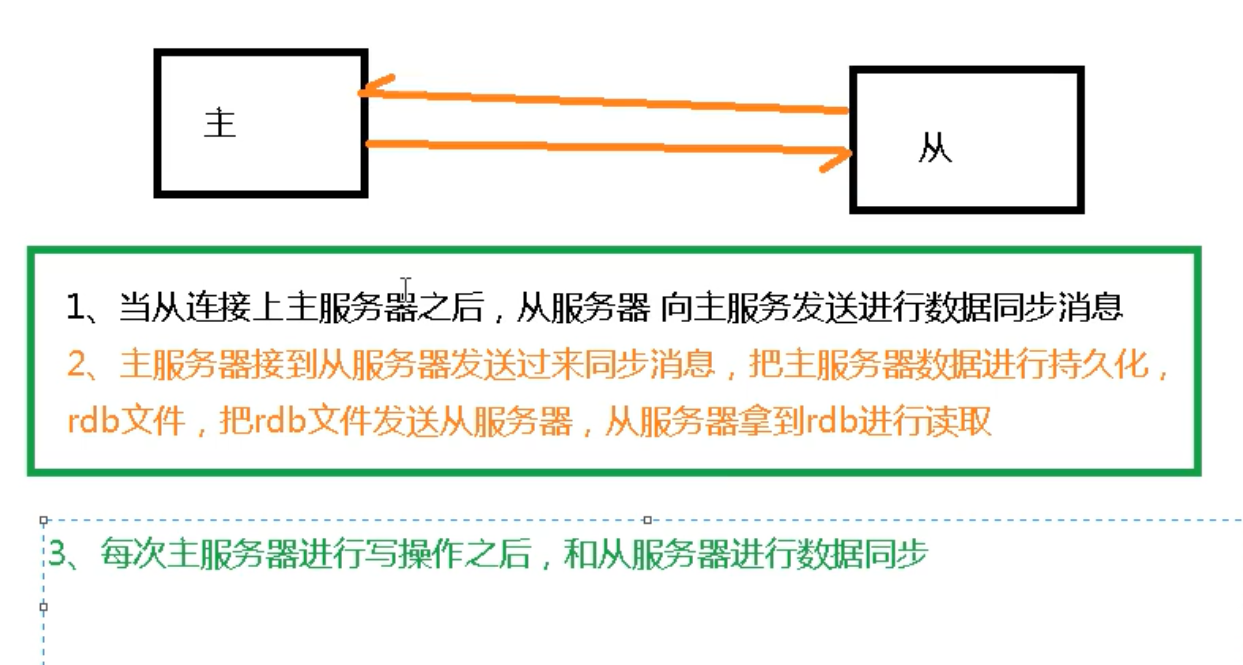 主
从
1、当从连接上主服务器之后，从服务器 向主服务发送进行数据同步消息
2、主服务器接到从服务器发送过来同步消息，把主服务器数据进行持久化，
rdb文件，把rdb文件发送从服务器，从服务器拿到rdb进行读取
3、每次主服务器进行写操作之后，和从服务器进行数据同步